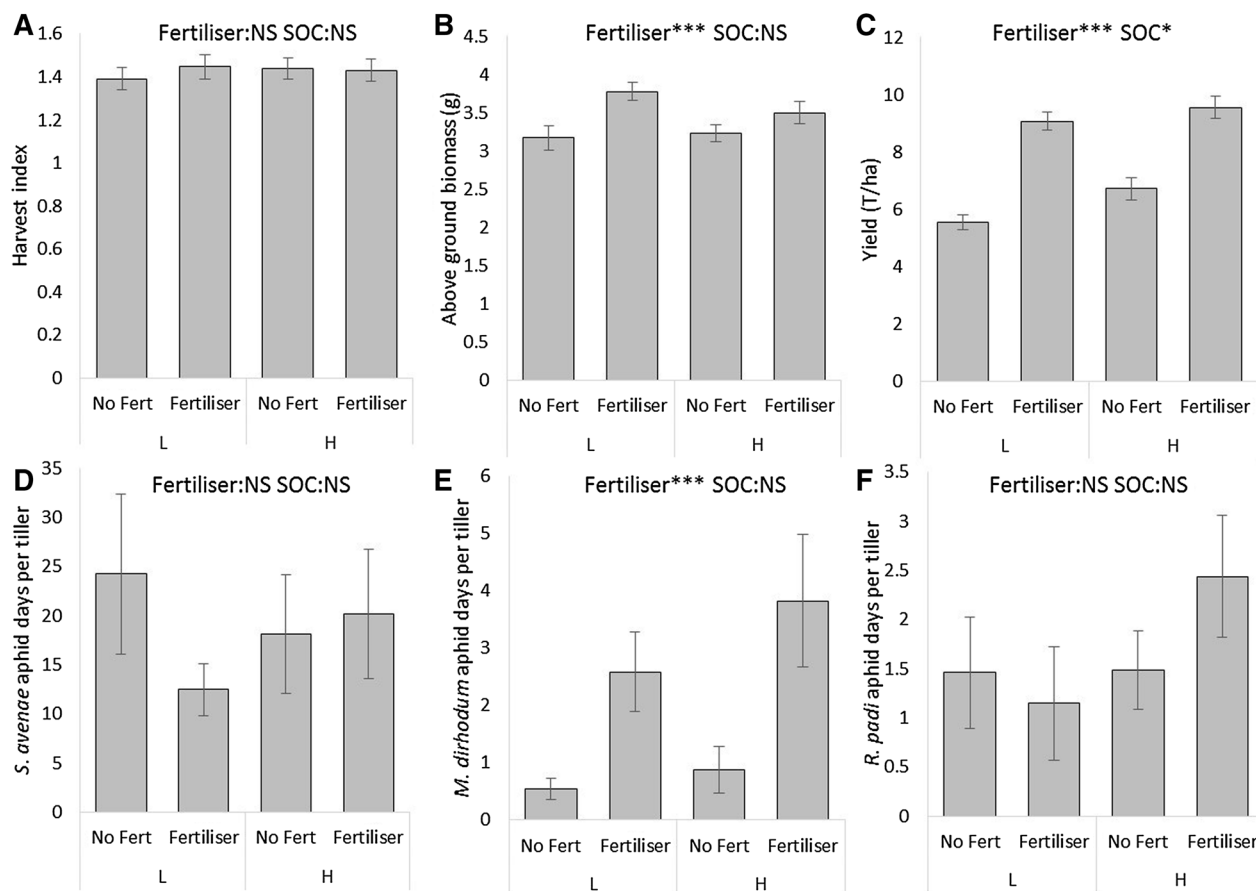 A
Fertiliser:NS SOC:NS
Harvest index
1.6
1.4
1.2
1
0.8
0.6
0.4
0.2
0
No Fert Fertiliser No Fert Fertiliser
L H
B
Fertiliser*** SOC:NS
Above ground biomass (g)
4.5
4
3.5
3
2.5
2
1.5
1
0.5
0
No Fert Fertiliser No Fert Fertiliser
L H
C
Fertiliser*** SOC*
Yield (T/ha)
12
10
8
6
4
2
0
No Fert Fertiliser No Fert Fertiliser
L H
D
Fertiliser:NS SOC:NS
S. avenae aphid days per tiller
35
30
25
20
15
10
5
0
No Fert Fertiliser No Fert Fertiliser
L H
E
Fertiliser*** SOC:NS
M. dirhodum aphid days per tiller
6
5
4
3
2
1
0
No Fert Fertiliser No Fert Fertiliser
L H
F
Fertiliser:NS SOC:NS
R. padi aphid days per tiller
3.5
3
2.5
2
1.5
1
0.5
0
No Fert Fertiliser No Fert Fertiliser
L H